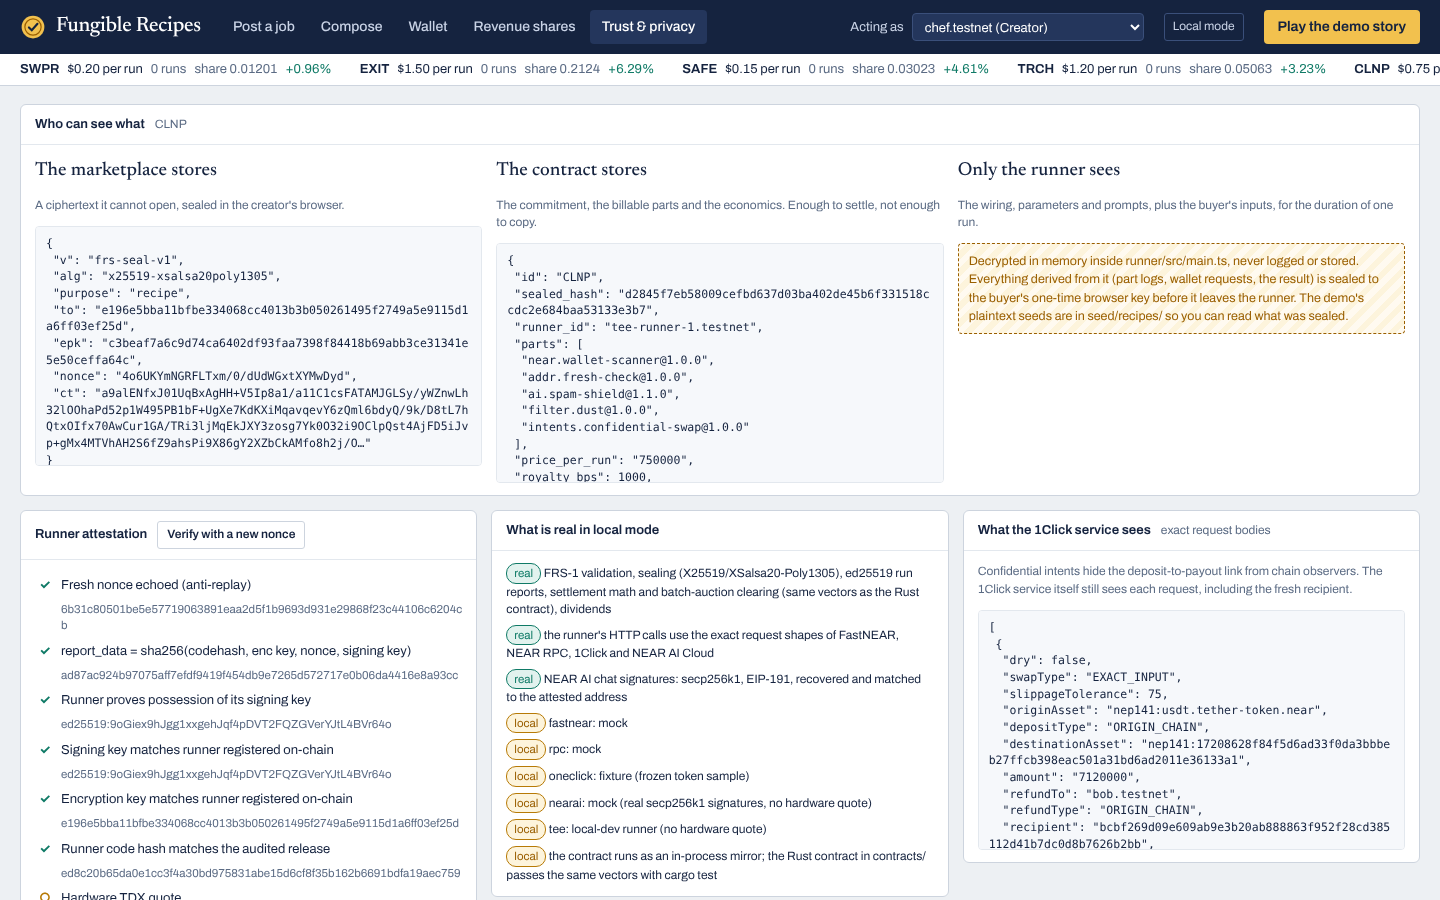 Fungible Recipes
Post a job
Compose
Wallet
Revenue shares
Trust & privacy
Acting as
chef.testnet (Creator)
Local mode
Play the demo story
SWPR $0.20 per run 0 runs share 0.01201 +0.96%
EXIT $1.50 per run 0 runs share 0.2124 +6.29%
SAFE $0.15 per run 0 runs share 0.03023 +4.61%
TRCH $1.20 per run 0 runs share 0.05063 +3.23%
CLNP $0.75 p
Who can see what CLNP
The marketplace stores
A ciphertext it cannot open, sealed in the creator's browser.
{
"v": "frs-seal-v1",
"alg": "x25519-xsalsa20poly1305",
"purpose": "recipe",
"to": "e196e5bba11bfbe334068cc4013b3b050261495f2749a5e9115d1
a6ff03ef25d",
"epk": "c3beaf7a6c9d74ca6402df93faa7398f84418b69abb3ce31341e
5e50ceffa64c",
"nonce": "4o6UKYmNGRFLTxm/0/dUdWGxtXYMwDyd",
"ct": "a9alENfxJ01UqBxAgHH+V5Ip8a1/a11C1csFATAMJGLSy/yWZnwLh
32lOOhaPd52p1W495PB1bF+UgXe7KdKXiMqavqevY6zQml6bdyQ/9k/D8tL7h
QtxOIfx70AwCur1GA/TRi3ljMqEkJXY3zosg7Yk0O32i9OClpQst4AjFD5iJv
p+gMx4MTVhAH2S6fZ9ahsPi9X86gY2XZbCkAMfo8h2j/O…"
}
The contract stores
The commitment, the billable parts and the economics. Enough to settle, not enough
to copy.
{
"id": "CLNP",
"sealed_hash": "d2845f7eb58009cefbd637d03ba402de45b6f331518c
cdc2e684baa53133e3b7",
"runner_id": "tee-runner-1.testnet",
"parts": [
"near.wallet-scanner@1.0.0",
"addr.fresh-check@1.0.0",
"ai.spam-shield@1.1.0",
"filter.dust@1.0.0",
"intents.confidential-swap@1.0.0"
],
"price_per_run": "750000",
"royalty_bps": 1000,
Only the runner sees
The wiring, parameters and prompts, plus the buyer's inputs, for the duration of one
run.
Decrypted in memory inside runner/src/main.ts, never logged or stored.
Everything derived from it (part logs, wallet requests, the result) is sealed to
the buyer's one-time browser key before it leaves the runner. The demo's
plaintext seeds are in seed/recipes/ so you can read what was sealed.
Runner attestation
Verify with a new nonce
Fresh nonce echoed (anti-replay)
6b31c80501be5e57719063891eaa2d5f1b9693d931e29868f23c44106c6204c
b
report_data = sha256(codehash, enc key, nonce, signing key)
ad87ac924b97075aff7efdf9419f454db9e7265d572717e0b06da4416e8a93cc
Runner proves possession of its signing key
ed25519:9oGiex9hJgg1xxgehJqf4pDVT2FQZGVerYJtL4BVr64o
Signing key matches runner registered on-chain
ed25519:9oGiex9hJgg1xxgehJqf4pDVT2FQZGVerYJtL4BVr64o
Encryption key matches runner registered on-chain
e196e5bba11bfbe334068cc4013b3b050261495f2749a5e9115d1a6ff03ef25d
Runner code hash matches the audited release
ed8c20b65da0e1cc3f4a30bd975831abe15d6cf8f35b162b6691bdfa19aec759
Hardware TDX quote
What is real in local mode
real FRS-1 validation, sealing (X25519/XSalsa20-Poly1305), ed25519 run
reports, settlement math and batch-auction clearing (same vectors as the Rust
contract), dividends
real the runner's HTTP calls use the exact request shapes of FastNEAR,
NEAR RPC, 1Click and NEAR AI Cloud
real NEAR AI chat signatures: secp256k1, EIP-191, recovered and matched
to the attested address
local fastnear: mock
local rpc: mock
local oneclick: fixture (frozen token sample)
local nearai: mock (real secp256k1 signatures, no hardware quote)
local tee: local-dev runner (no hardware quote)
local the contract runs as an in-process mirror; the Rust contract in contracts/
passes the same vectors with cargo test
What the 1Click service sees exact request bodies
Confidential intents hide the deposit-to-payout link from chain observers. The
1Click service itself still sees each request, including the fresh recipient.
[
{
"dry": false,
"swapType": "EXACT_INPUT",
"slippageTolerance": 75,
"originAsset": "nep141:usdt.tether-token.near",
"depositType": "ORIGIN_CHAIN",
"destinationAsset": "nep141:17208628f84f5d6ad33f0da3bbbe
b27ffcb398eac501a31bd6ad2011e36133a1",
"amount": "7120000",
"refundTo": "bob.testnet",
"refundType": "ORIGIN_CHAIN",
"recipient": "bcbf269d09e609ab9e3b20ab888863f952f28cd385
112d41b7dc0d8b7626b2bb",